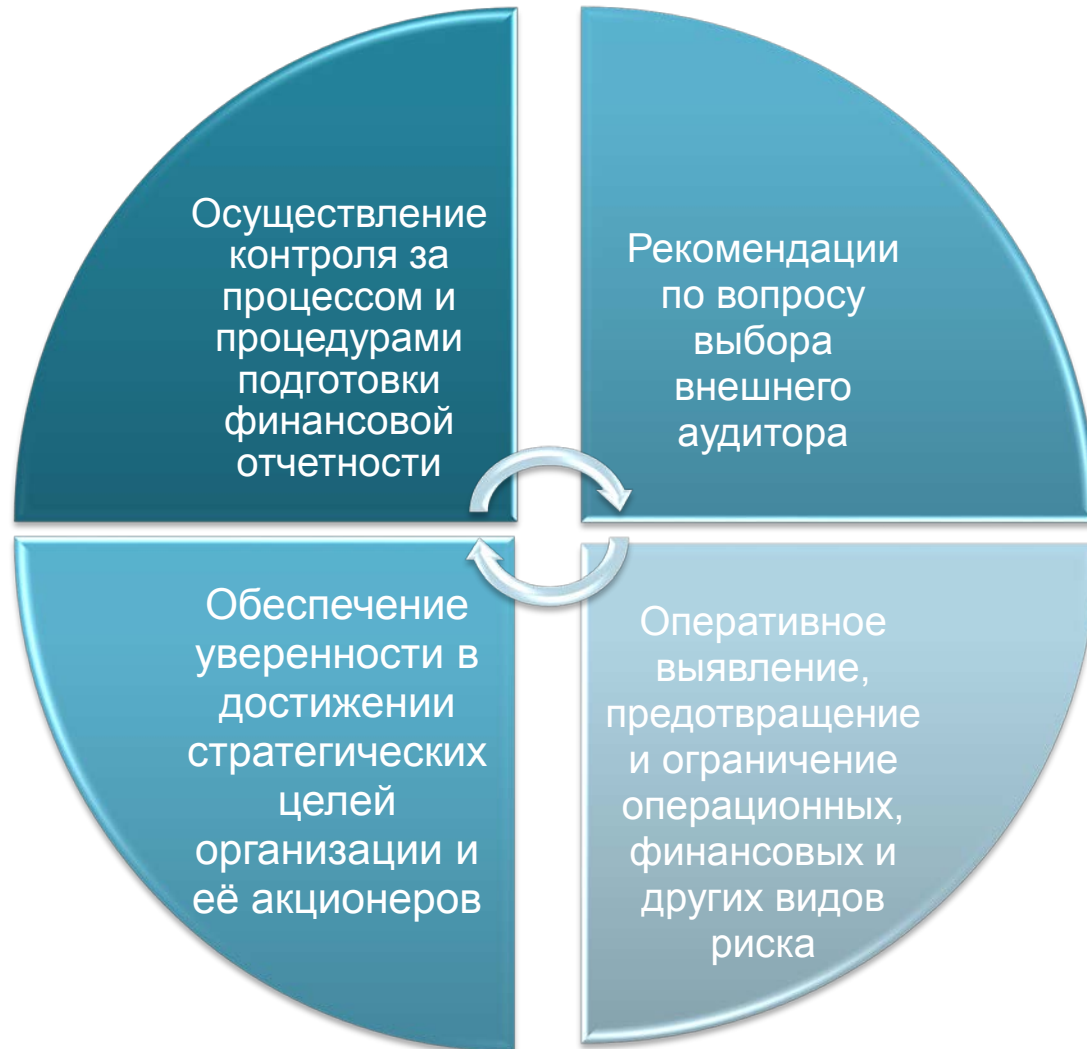 Осуществление
контроля за
процессом и
процедурами
подготовки
финансовой
отчетности
Рекомендации
по вопросу
выбора
внешнего
аудитора
Обеспечение
уверенности в
достижении
стратегических
целей
организации и
её акционеров
Оперативное
выявление,
предотвращение
и ограничение
операционных,
финансовых и
других видов
риска